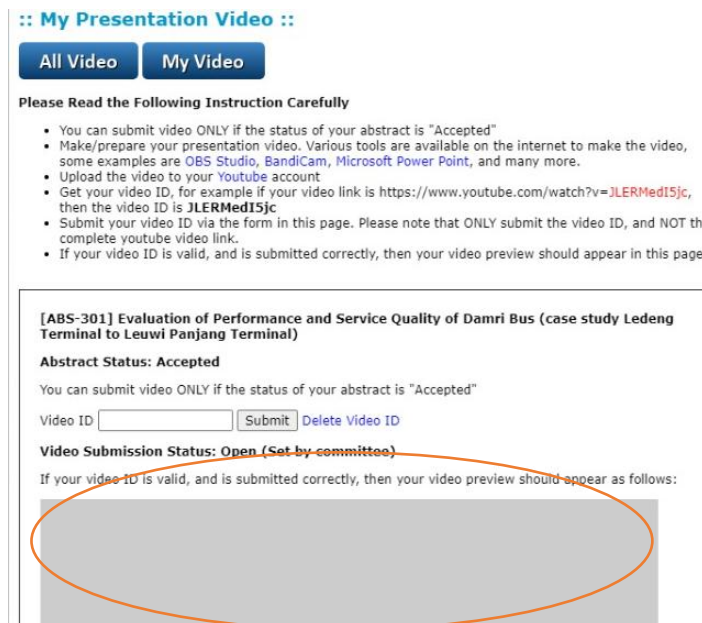 :: My Presentation Video ::
All Video My Video
Please Read the Following Instruction Carefully
• You can submit video ONLY if the status of your abstract is "Accepted"
• Make/prepare your presentation video. Various tools are available on the internet to make the video,
some examples are OBS Studio, BandiCam, Microsoft Power Point, and many more.
• Upload the video to your Youtube account
• Get your video ID, for example if your video link is https://www.youtube.com/watch?v=JLERMedI5jc,
then the video ID is JLERMedI5jc
• Submit your video ID via the form in this page. Please note that ONLY submit the video ID, and NOT th
complete youtube video link.
• If your video ID is valid, and is submitted correctly, then your video preview should appear in this page
[ABS-301] Evaluation of Performance and Service Quality of Damri Bus (case study Ledeng
Terminal to Leuwi Panjang Terminal)
Abstract Status: Accepted
You can submit video ONLY if the status of your abstract is "Accepted"
Video ID Submit Delete Video ID
Video Submission Status: Open (Set by committee)
If your video ID is valid, and is submitted correctly, then your video preview should appear as follows: